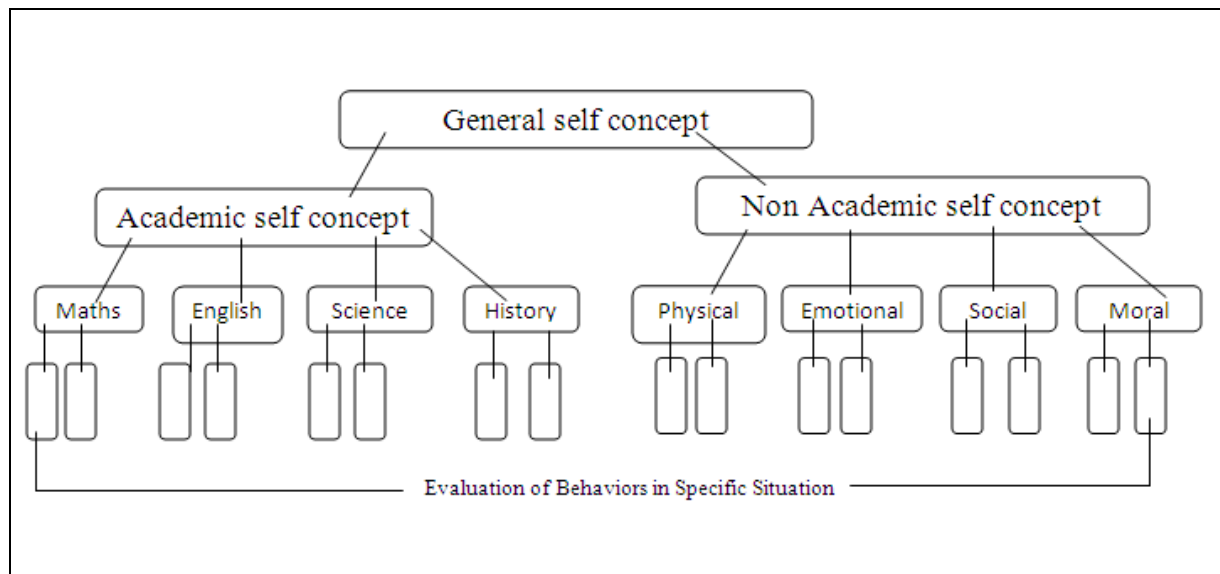 General self concept
Academic self concept
Non Academic self concept
Maths
English
Science
History
Physical
Emotional
Social
Moral
Evaluation of Behaviors in Specific Situation